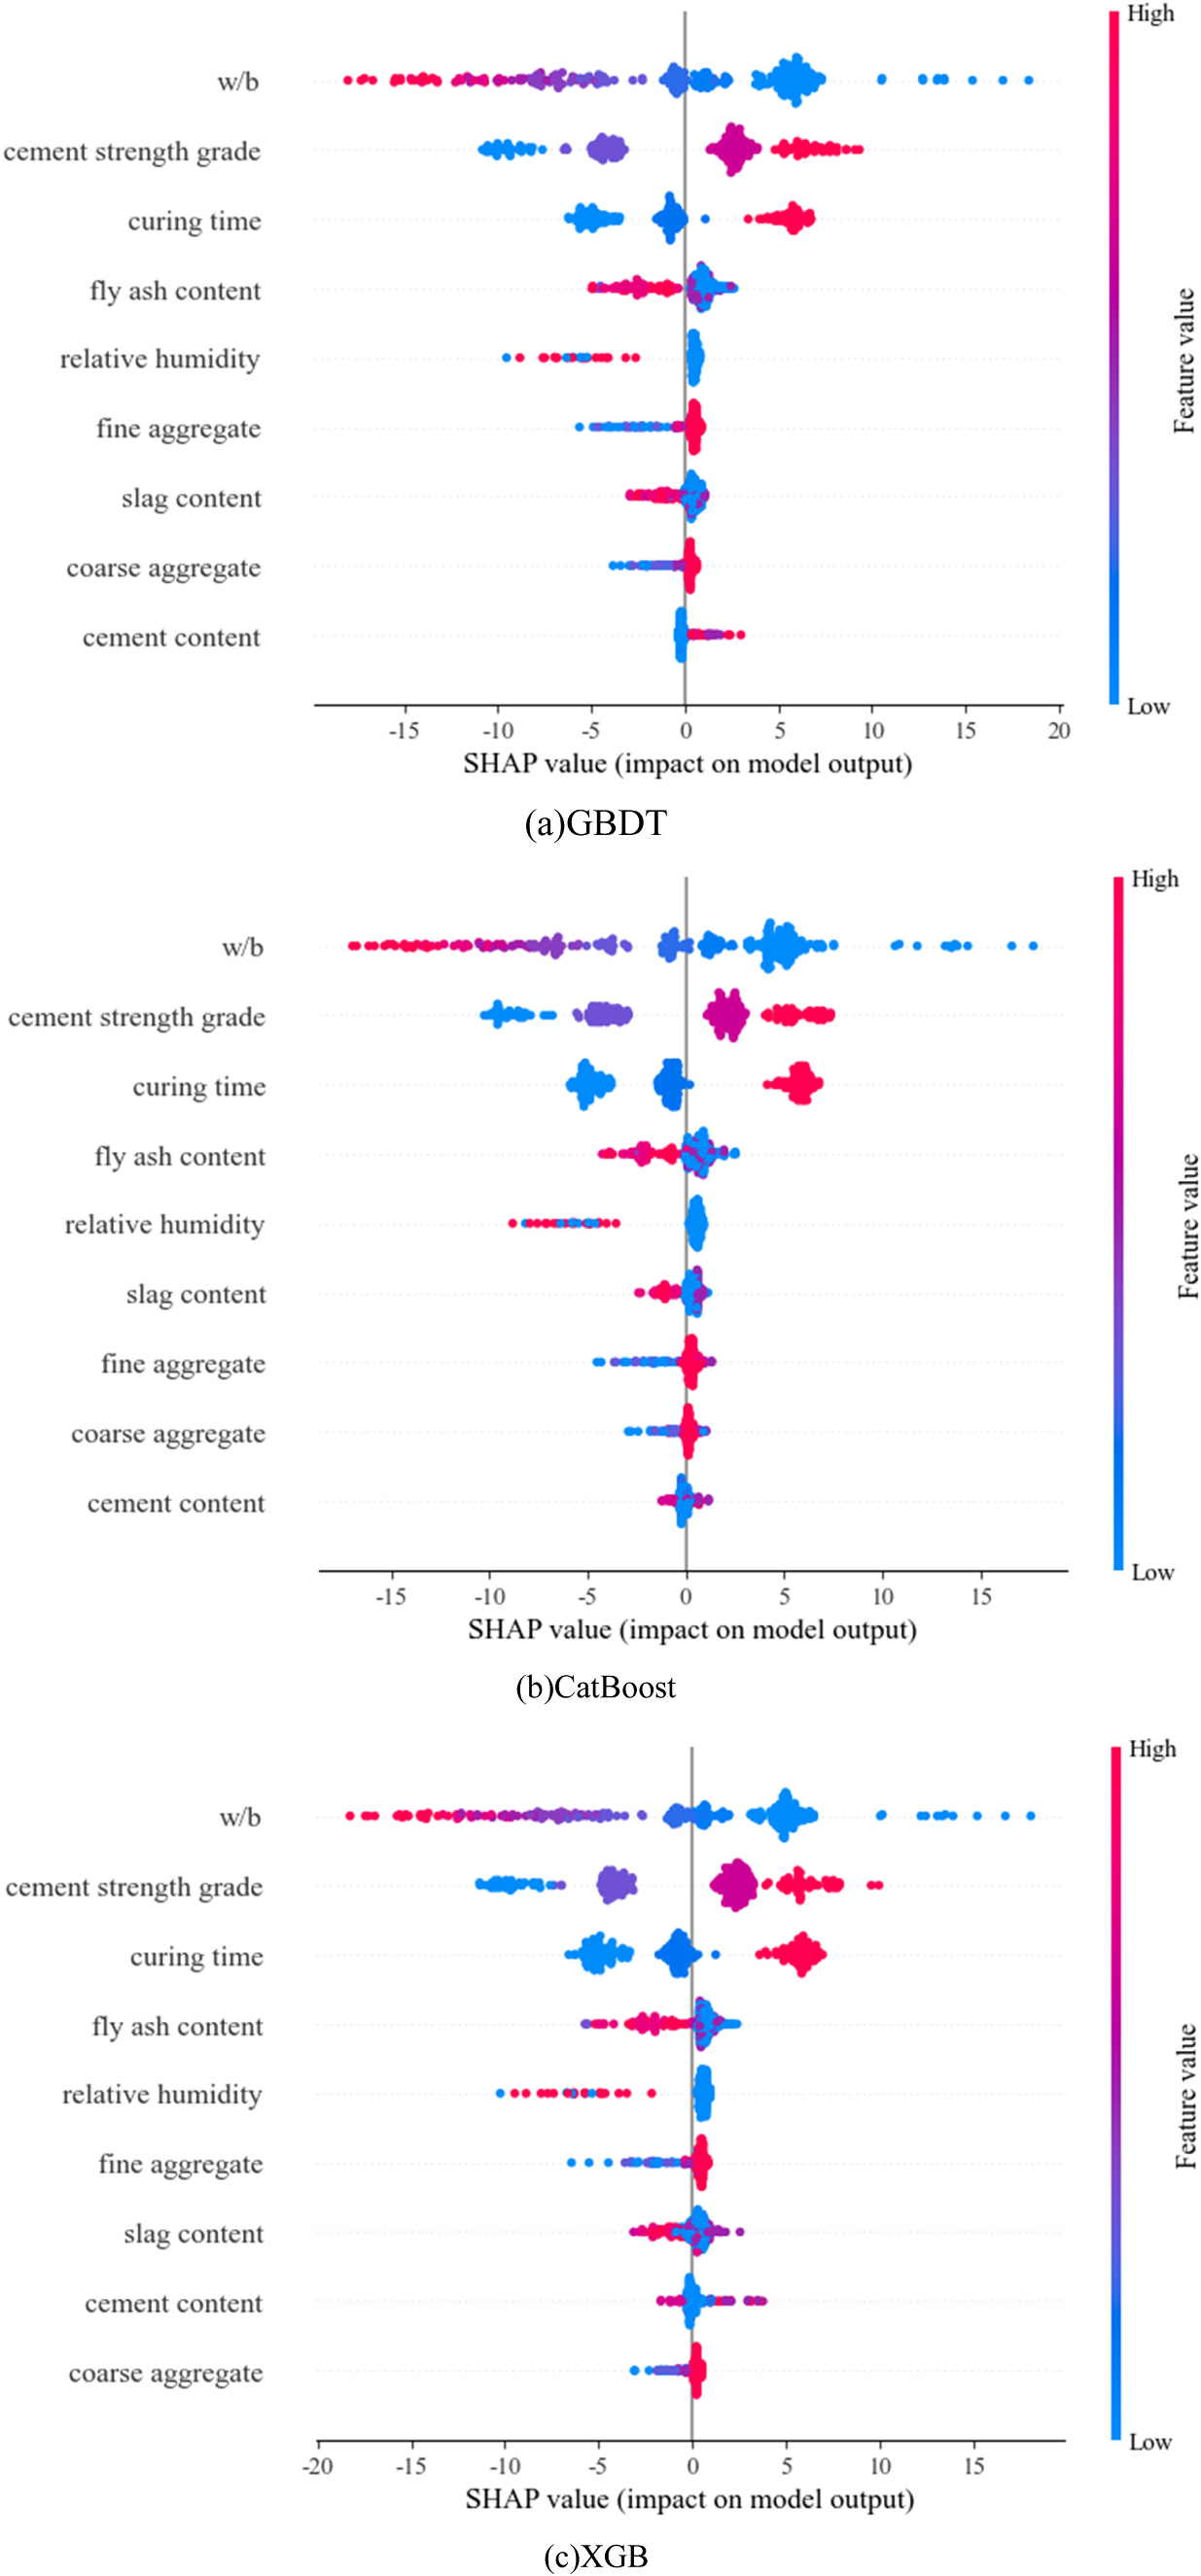 High
w/b
cement strength grade
curing time
fly ash content
relative humidity
fine aggregate
slag content
coarse aggregate
cement content
Feature value
Low
-15 -10 -5 0 5 10 15 20
SHAP value (impact on model output)
(a)GBDT
High
w/b
cement strength grade
curing time
fly ash content
relative humidity
slag content
fine aggregate
coarse aggregate
cement content
Feature value
Low
-15 -10 -5 0 5 10 15
SHAP value (impact on model output)
(b)CatBoost
High
w/b
cement strength grade
curing time
fly ash content
relative humidity
fine aggregate
slag content
cement content
coarse aggregate
Feature value
Low
-20 -15 -10 -5 0 5 10 15
SHAP value (impact on model output)
(c)XGB